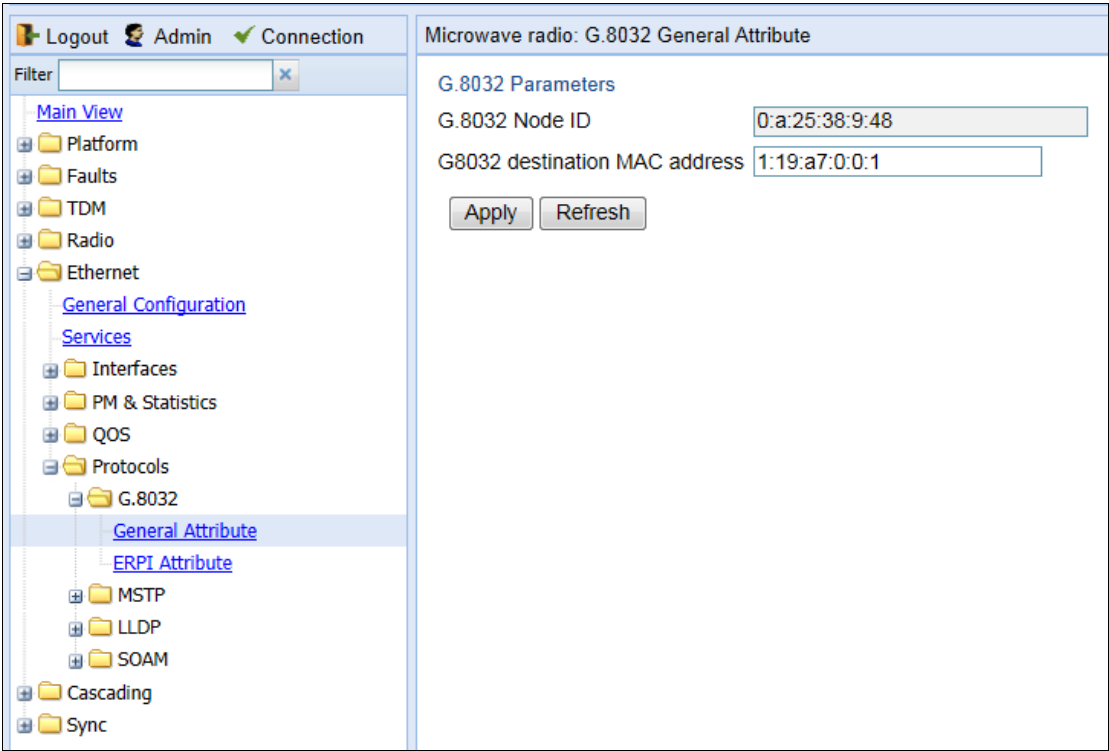 Logout Admin Connection
Filter
Main View
Platform
Faults
TDM
Radio
Ethernet
General Configuration
Services
Interfaces
PM & Statistics
QOS
Protocols
G.8032
General Attribute
ERPI Attribute
MSTP
LLDP
SOAM
Cascading
Sync
Microwave radio: G.8032 General Attribute
G.8032 Parameters
G.8032 Node ID 0:a:25:38:9:48
G8032 destination MAC address 1:19:a7:0:0:1
Apply Refresh